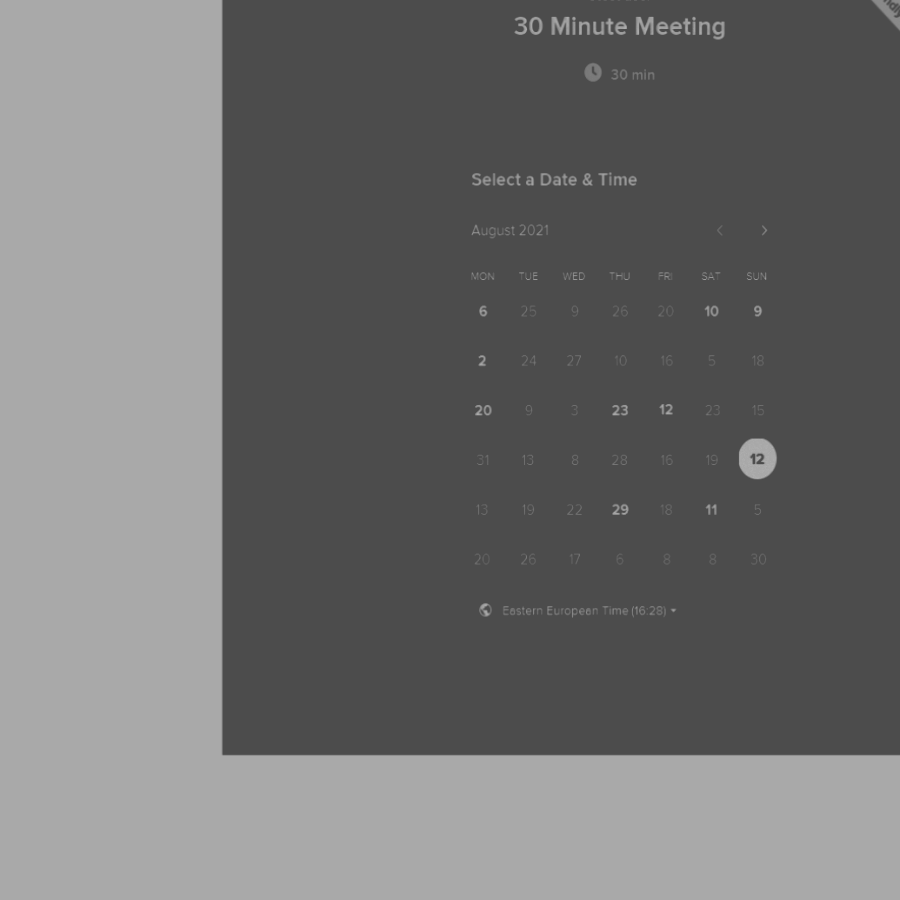 30 Minute Meeting
30 min
Select a Date & Time
August 2021
MON TUE WED THU FRI SAT SUN
6 25 9 26 20 10 9
2 24 27 10 16 5 18
20 9 3 23 12 23 15
31 13 8 28 16 19 12
13 19 22 29 18 11 5
20 26 17 6 8 8 30
Eastern European Time (16:28)